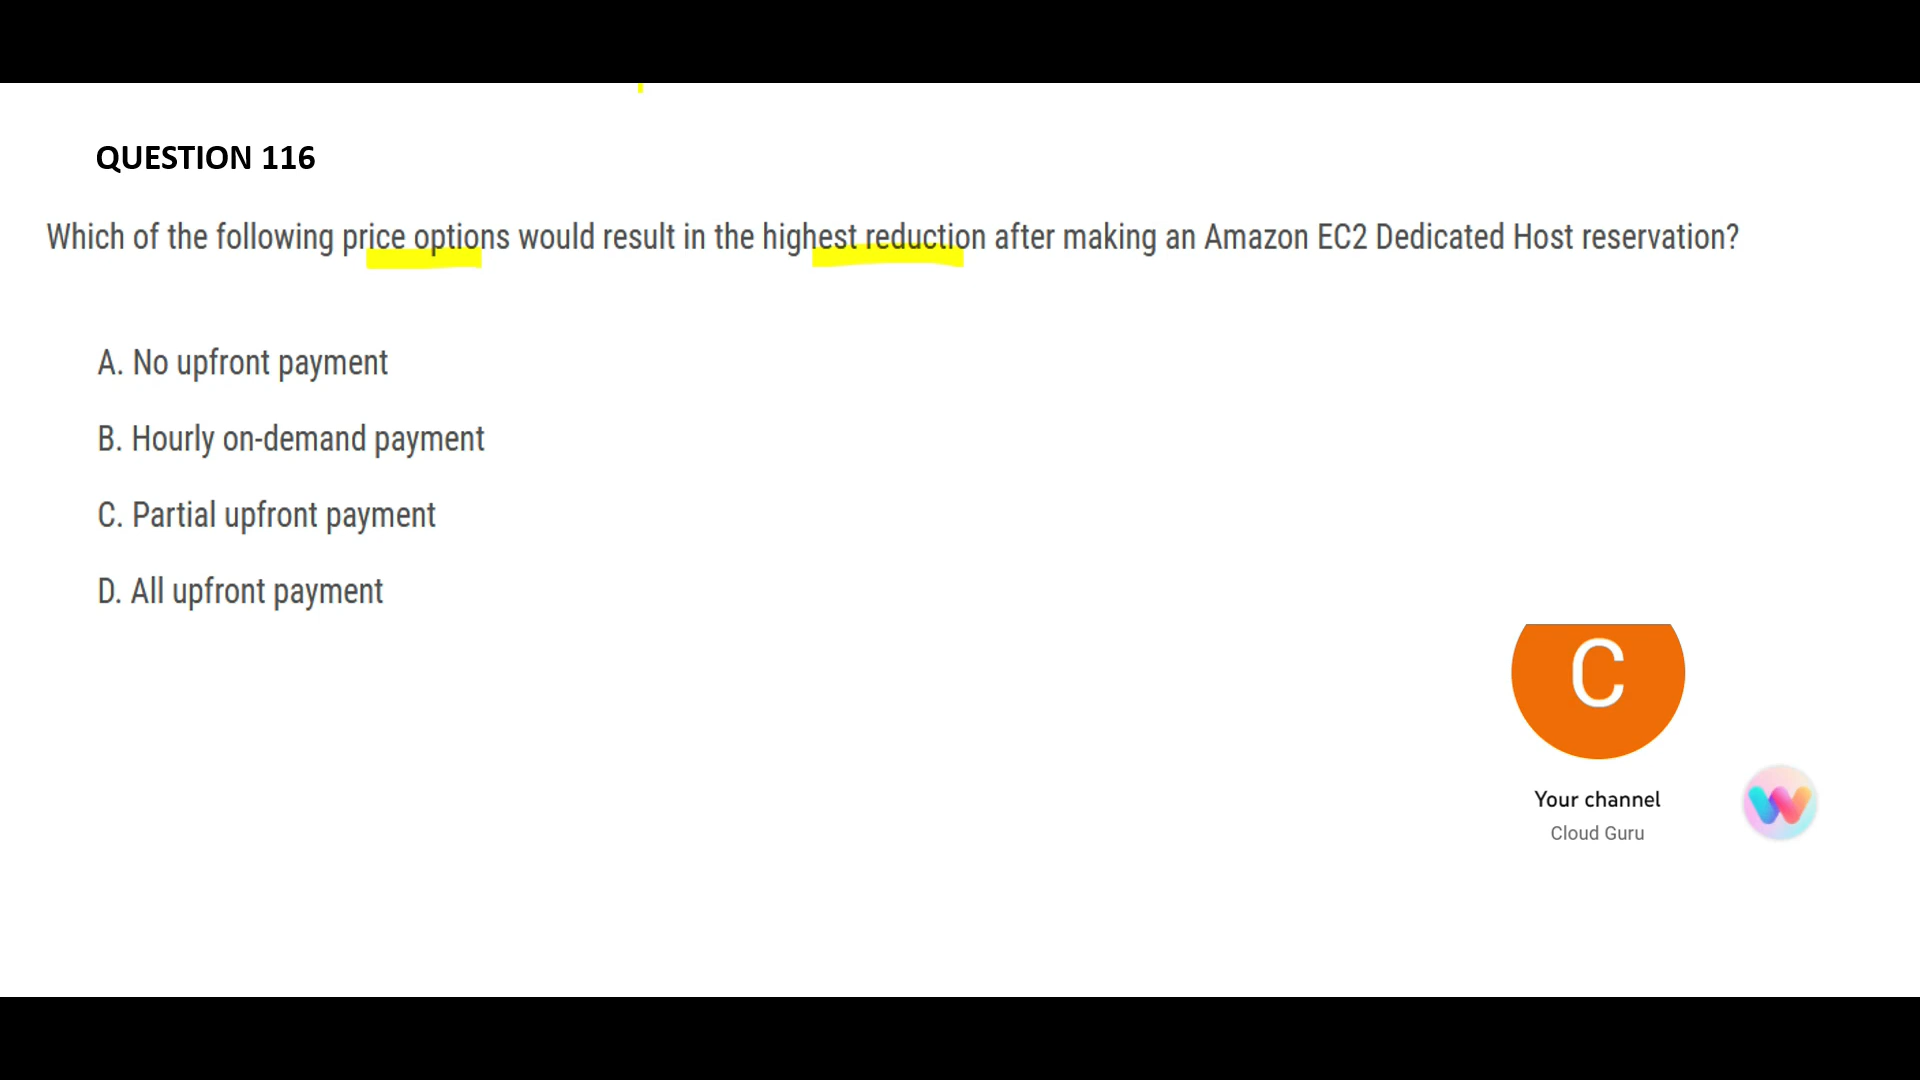 QUESTION 116
Which of the following price options would result in the highest reduction after making an Amazon EC2 Dedicated Host reservation?
A. No upfront payment
B. Hourly on-demand payment
C. Partial upfront payment
D. All upfront payment
C
Your channel
Cloud Guru
W